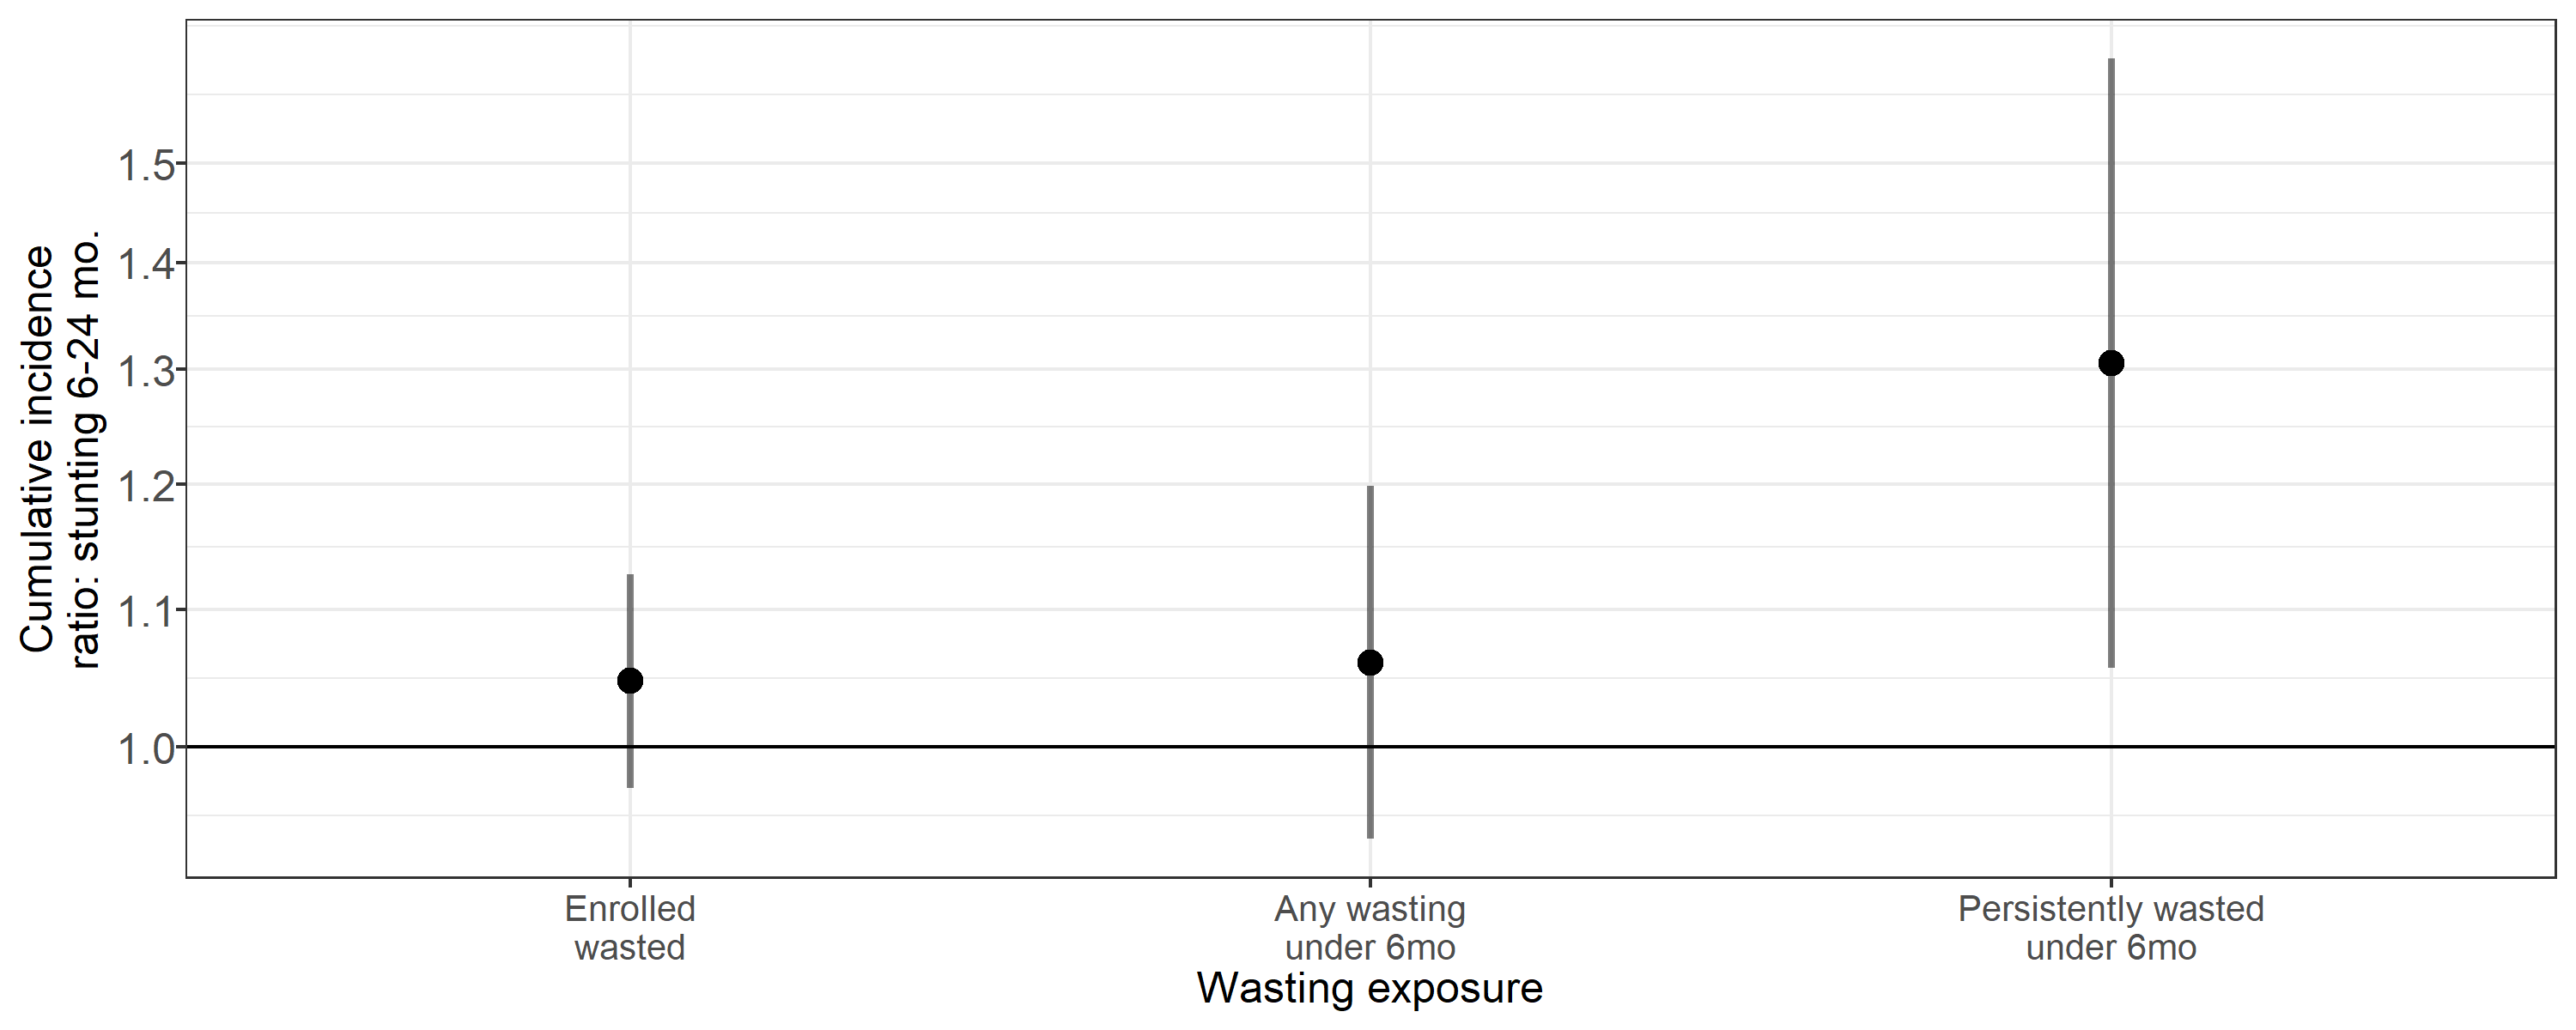 Cumulative incidence
ratio: stunting 6-24 mo.
1.5
1.4
1.3
1.2
1.1
1.0
Enrolled
wasted
Any wasting
under 6mo
Persistently wasted
under 6mo
Wasting exposure